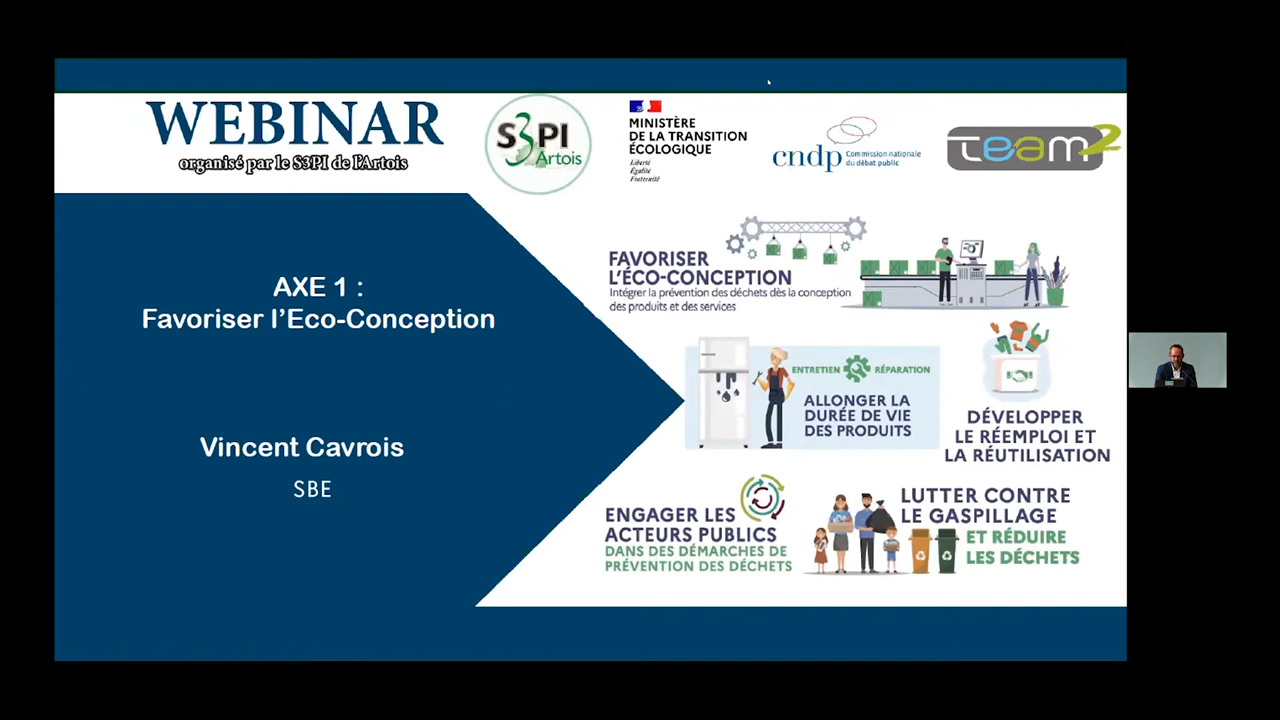 WEBINAR
organisé par le S3PI de l'Artois
S3PI
Artois
MINISTÈRE
DE LA TRANSITION
ÉCOLOGIQUE
Liberté
Égalité
Fraternité
cndp
Commission nationale
du débat public
team2
AXE 1 :
Favoriser l'Eco-Conception
Vincent Cavrois
SBE
FAVORISER
L'ÉCO-CONCEPTION
Intégrer la prévention des déchets dès la conception
des produits et des services
ENTRETIEN RÉPARATION
ALLONGER LA
DURÉE DE VIE
DES PRODUITS
DÉVELOPPER
LE RÉEMPLOI ET
LA RÉUTILISATION
ENGAGER LES
ACTEURS PUBLICS
DANS DES DÉMARCHES DE
PRÉVENTION DES DÉCHETS
LUTTER CONTRE
LE GASPILLAGE
ET RÉDUIRE
LES DÉCHETS